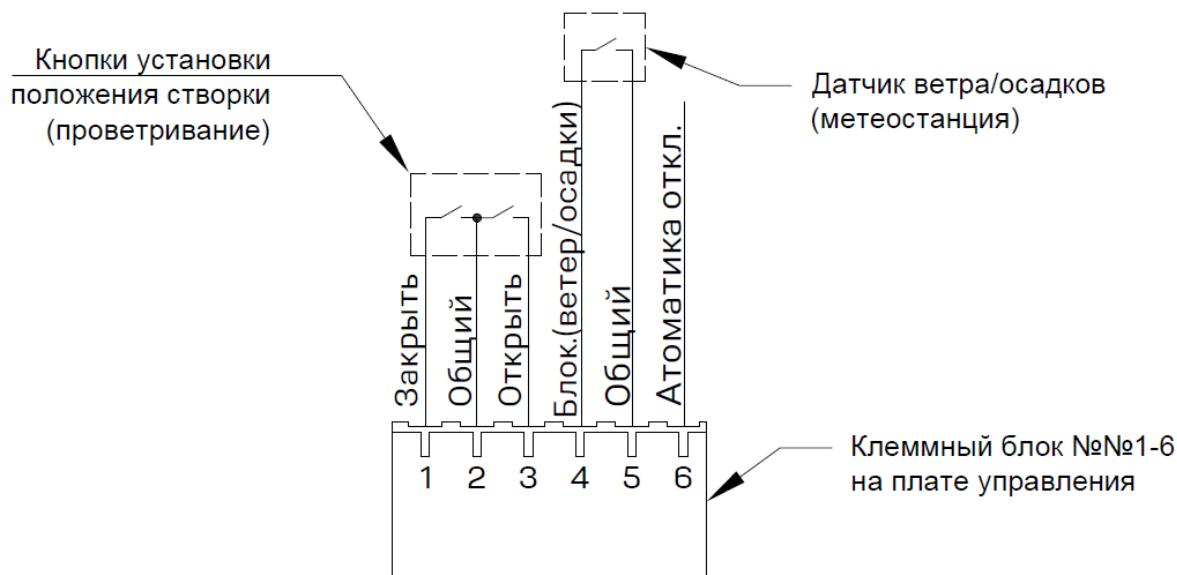 Кнопки установки
положения створки
(проветривание)
Датчик ветра/осадков
(метеостанция)
Закрыть
Общий
Открыть
Блок.(ветер/осадки)
Общий
Атоматика откл.
1 2 3 4 5 6
Клеммный блок №№1-6
на плате управления